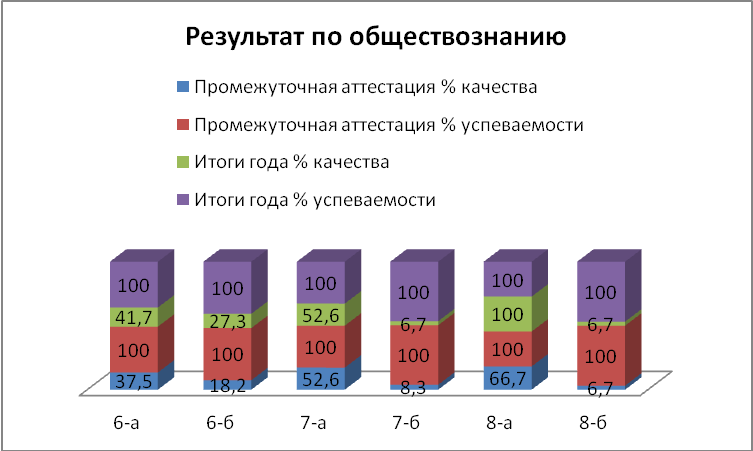 Результат по обществознанию
Промежуточная аттестация % качества
Промежуточная аттестация % успеваемости
Итоги года % качества
Итоги года % успеваемости
100 100 100 100 100 100
41,7 27,3 52,6 6,7 100 6,7
100 100 100 100 100 100
37,5 18,2 52,6 8,3 66,7 6,7
6-а 6-б 7-а 7-б 8-а 8-б